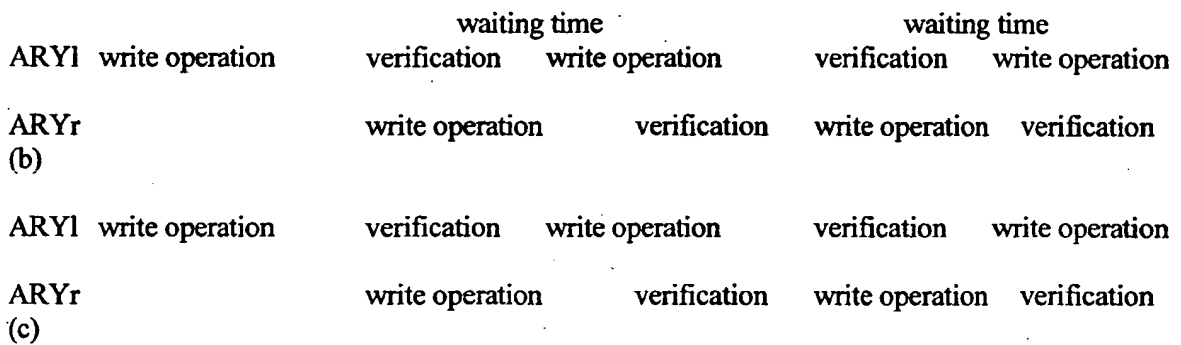 waiting time waiting time
ARYl write operation verification write operation verification write operation
ARYr write operation verification write operation verification
(b)
ARYl write operation verification write operation verification write operation
ARYr write operation verification write operation verification
(c)